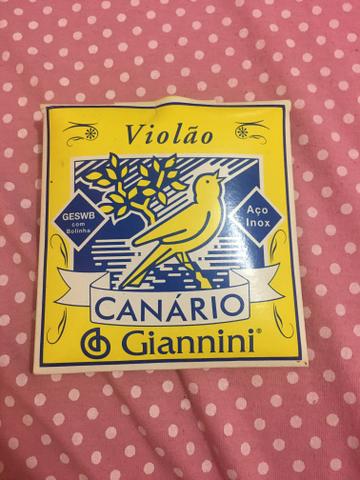 Violão
GESWB
com
Bolinha
Aço
Inox
CANÁRIO
Giannini®